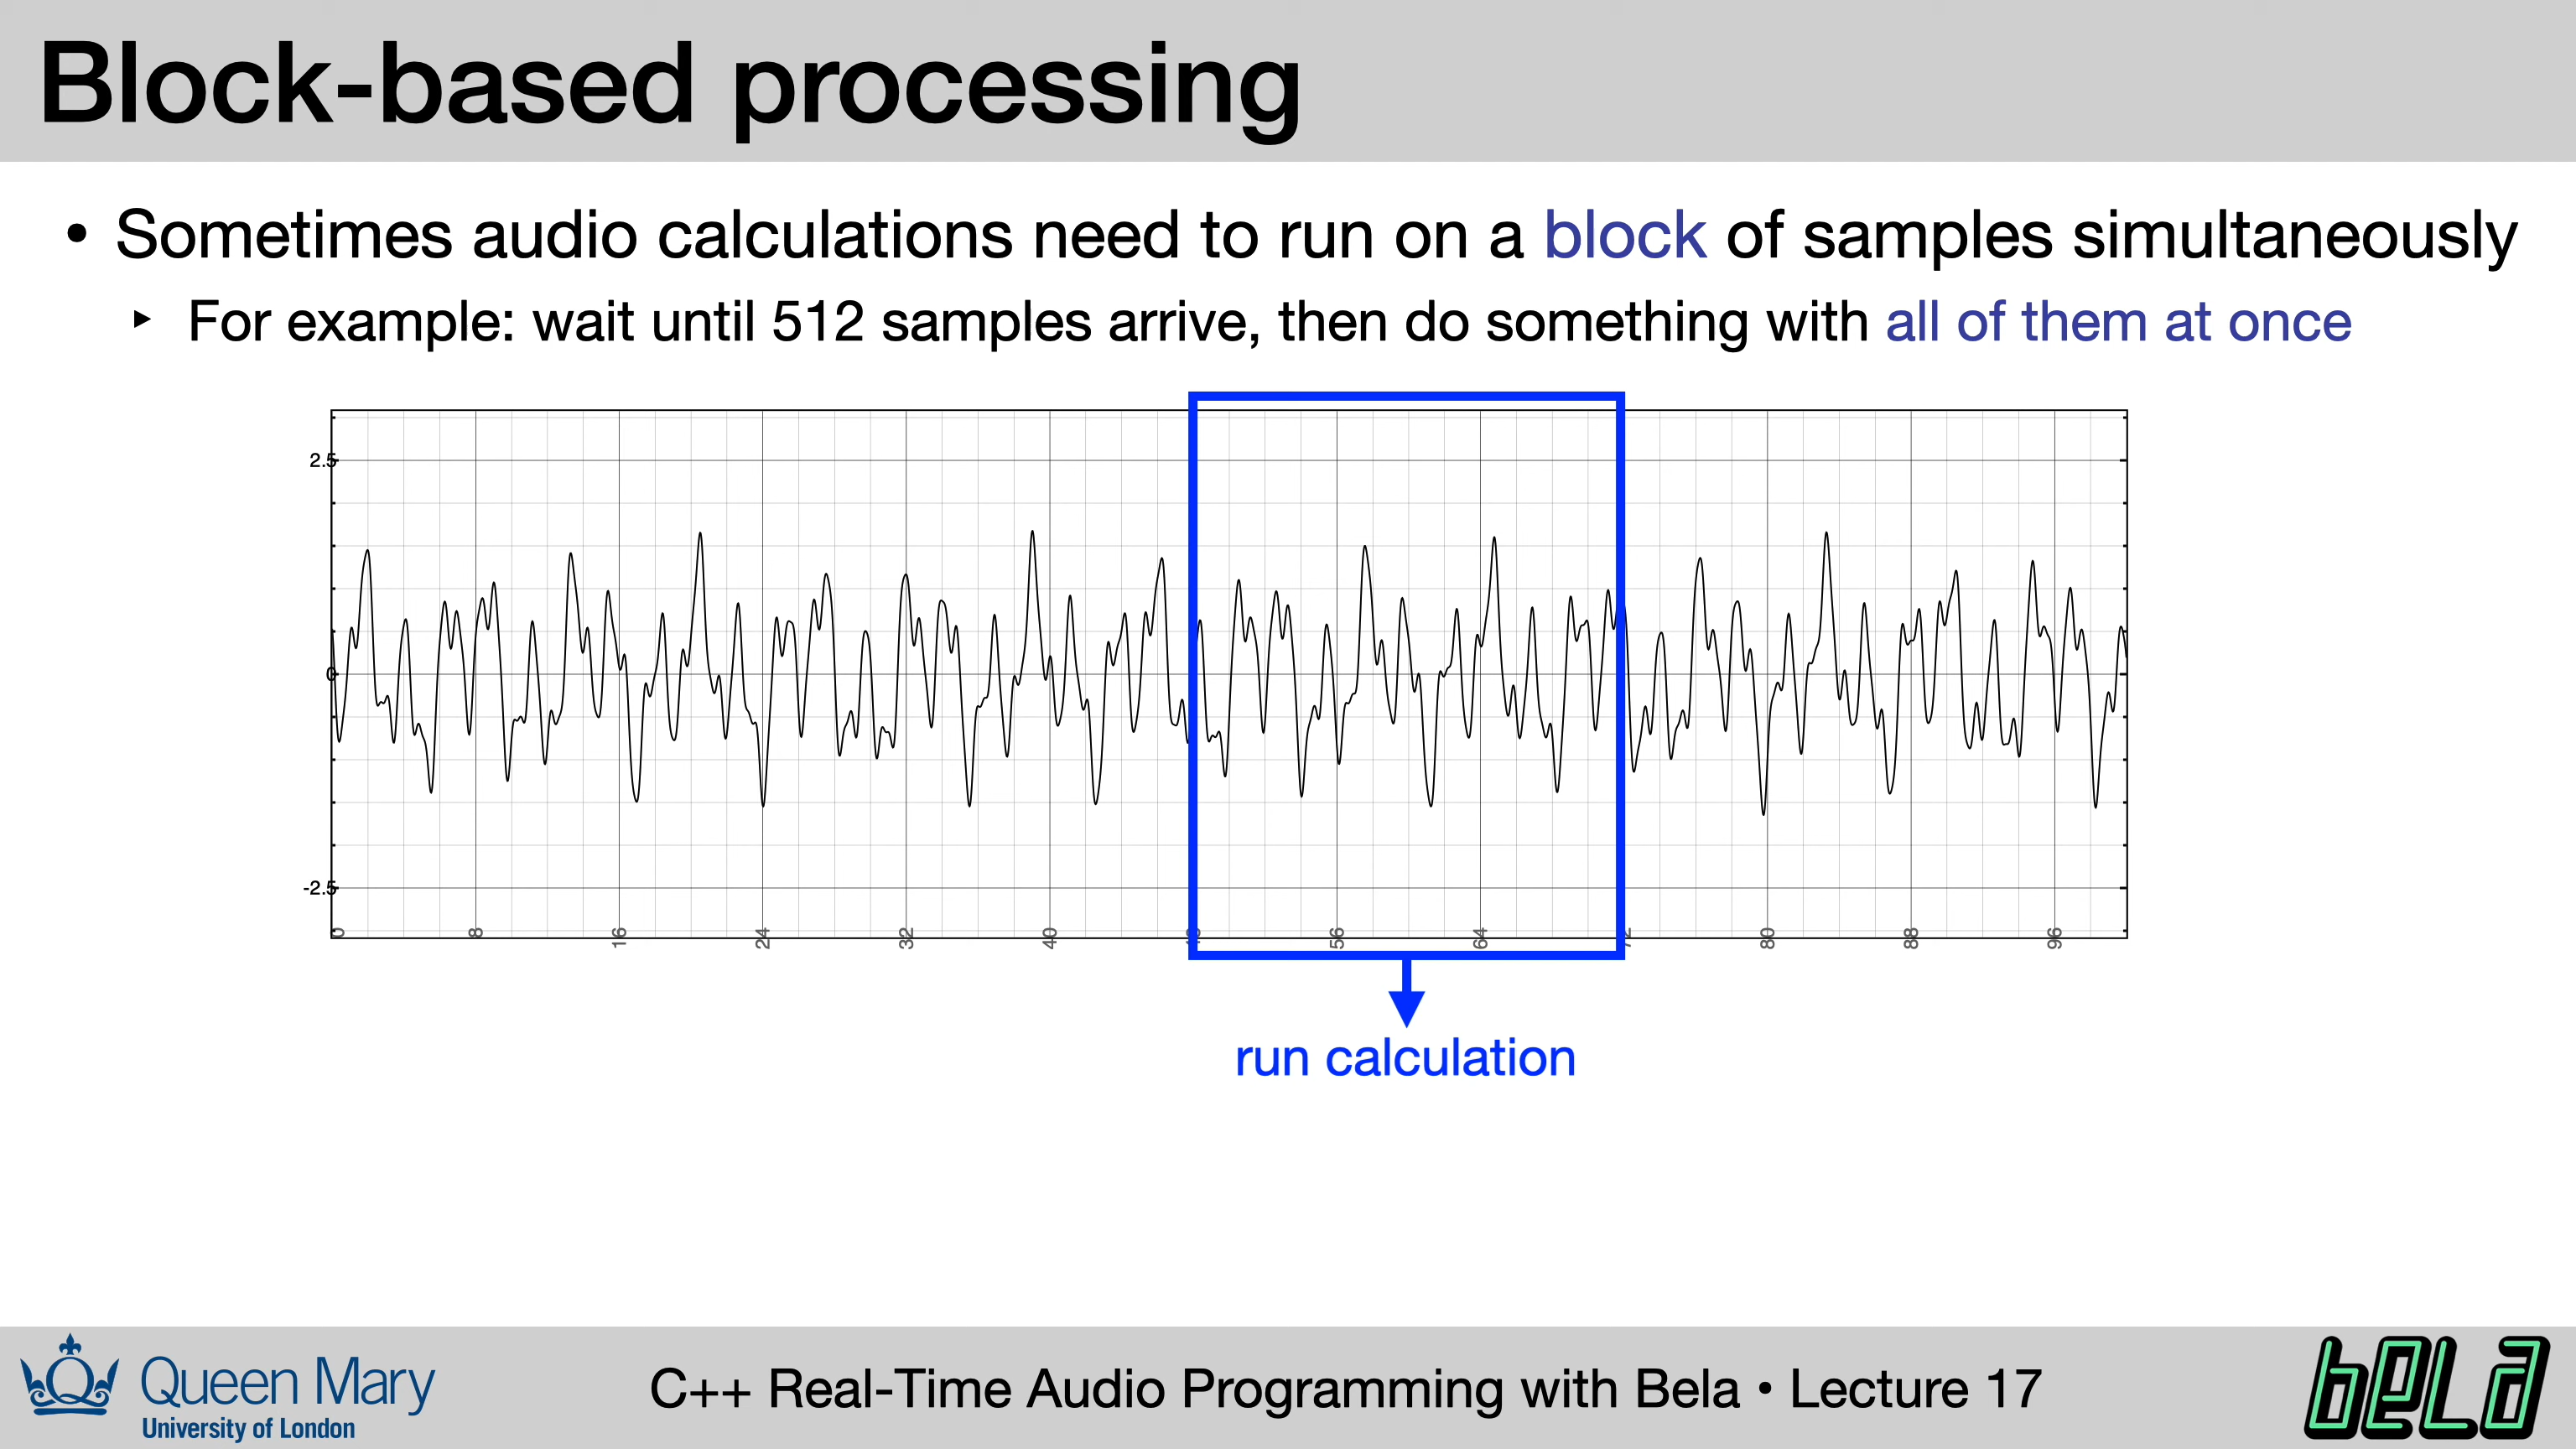 Block-based processing
• Sometimes audio calculations need to run on a block of samples simultaneously
‣ For example: wait until 512 samples arrive, then do something with all of them at once
2.5
0
-2.5
0 8 16 24 32 40 56 64 80 88 96
run calculation
Queen Mary
University of London
C++ Real-Time Audio Programming with Bela • Lecture 17
bela